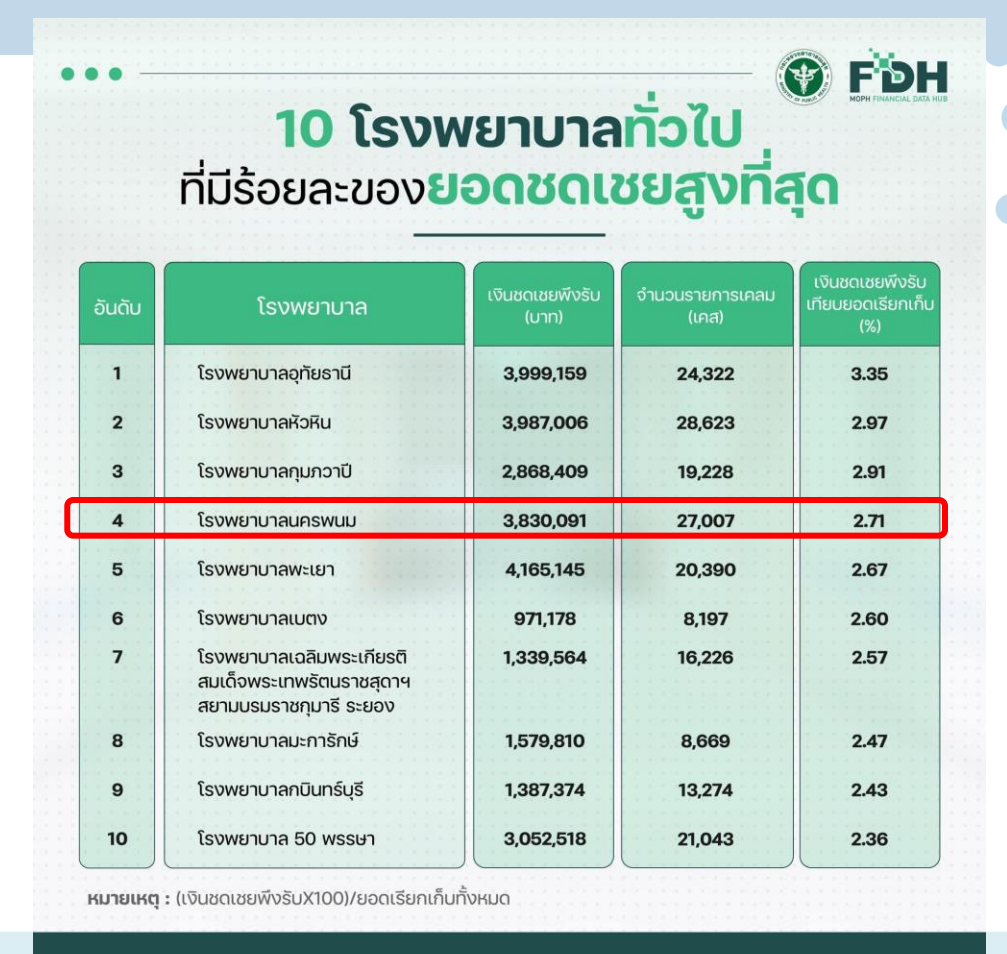 กระทรวงสาธารณสุข
MINISTRY OF PUBLIC HEALTH
FDH
MOPH FINANCIAL DATA HUB
10 โรงพยาบาลทั่วไป
ที่มีร้อยละของยอดชดเชยสูงที่สุด
อันดับ โรงพยาบาล เงินชดเชยพึงรับ (บาท) จำนวนรายการเคลม (เคส) เงินชดเชยพึงรับ เทียบยอดเรียกเก็บ (%)
1 โรงพยาบาลอุทัยธานี 3,999,159 24,322 3.35
2 โรงพยาบาลหัวหิน 3,987,006 28,623 2.97
3 โรงพยาบาลกุมภวาปี 2,868,409 19,228 2.91
4 โรงพยาบาลนครพนม 3,830,091 27,007 2.71
5 โรงพยาบาลพะเยา 4,165,145 20,390 2.67
6 โรงพยาบาลเบตง 971,178 8,197 2.60
7 โรงพยาบาลเฉลิมพระเกียรติ 1,339,564 16,226 2.57
สมเด็จพระเทพรัตนราชสุดาฯ
สยามบรมราชกุมารี ระยอง
8 โรงพยาบาลมะการักษ์ 1,579,810 8,669 2.47
9 โรงพยาบาลกบินทร์บุรี 1,387,374 13,274 2.43
10 โรงพยาบาล 50 พรรษา 3,052,518 21,043 2.36
หมายเหตุ : (เงินชดเชยพึงรับX100)/ยอดเรียกเก็บทั้งหมด